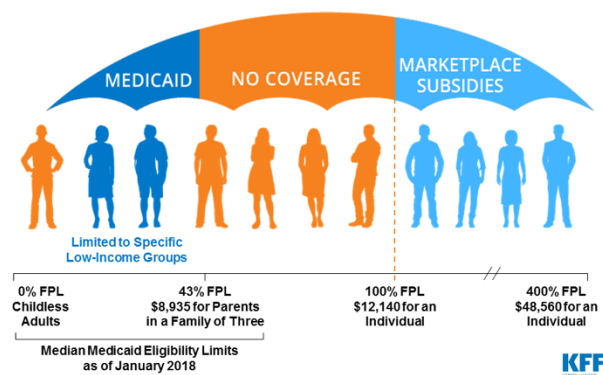 MEDICAID
NO COVERAGE
MARKETPLACE
SUBSIDIES
Limited to Specific
Low-Income Groups
0% FPL
Childless
Adults
43% FPL
$8,935 for Parents
in a Family of Three
100% FPL
$12,140 for an
Individual
400% FPL
$48,560 for an
Individual
Median Medicaid Eligibility Limits
as of January 2018
KFF